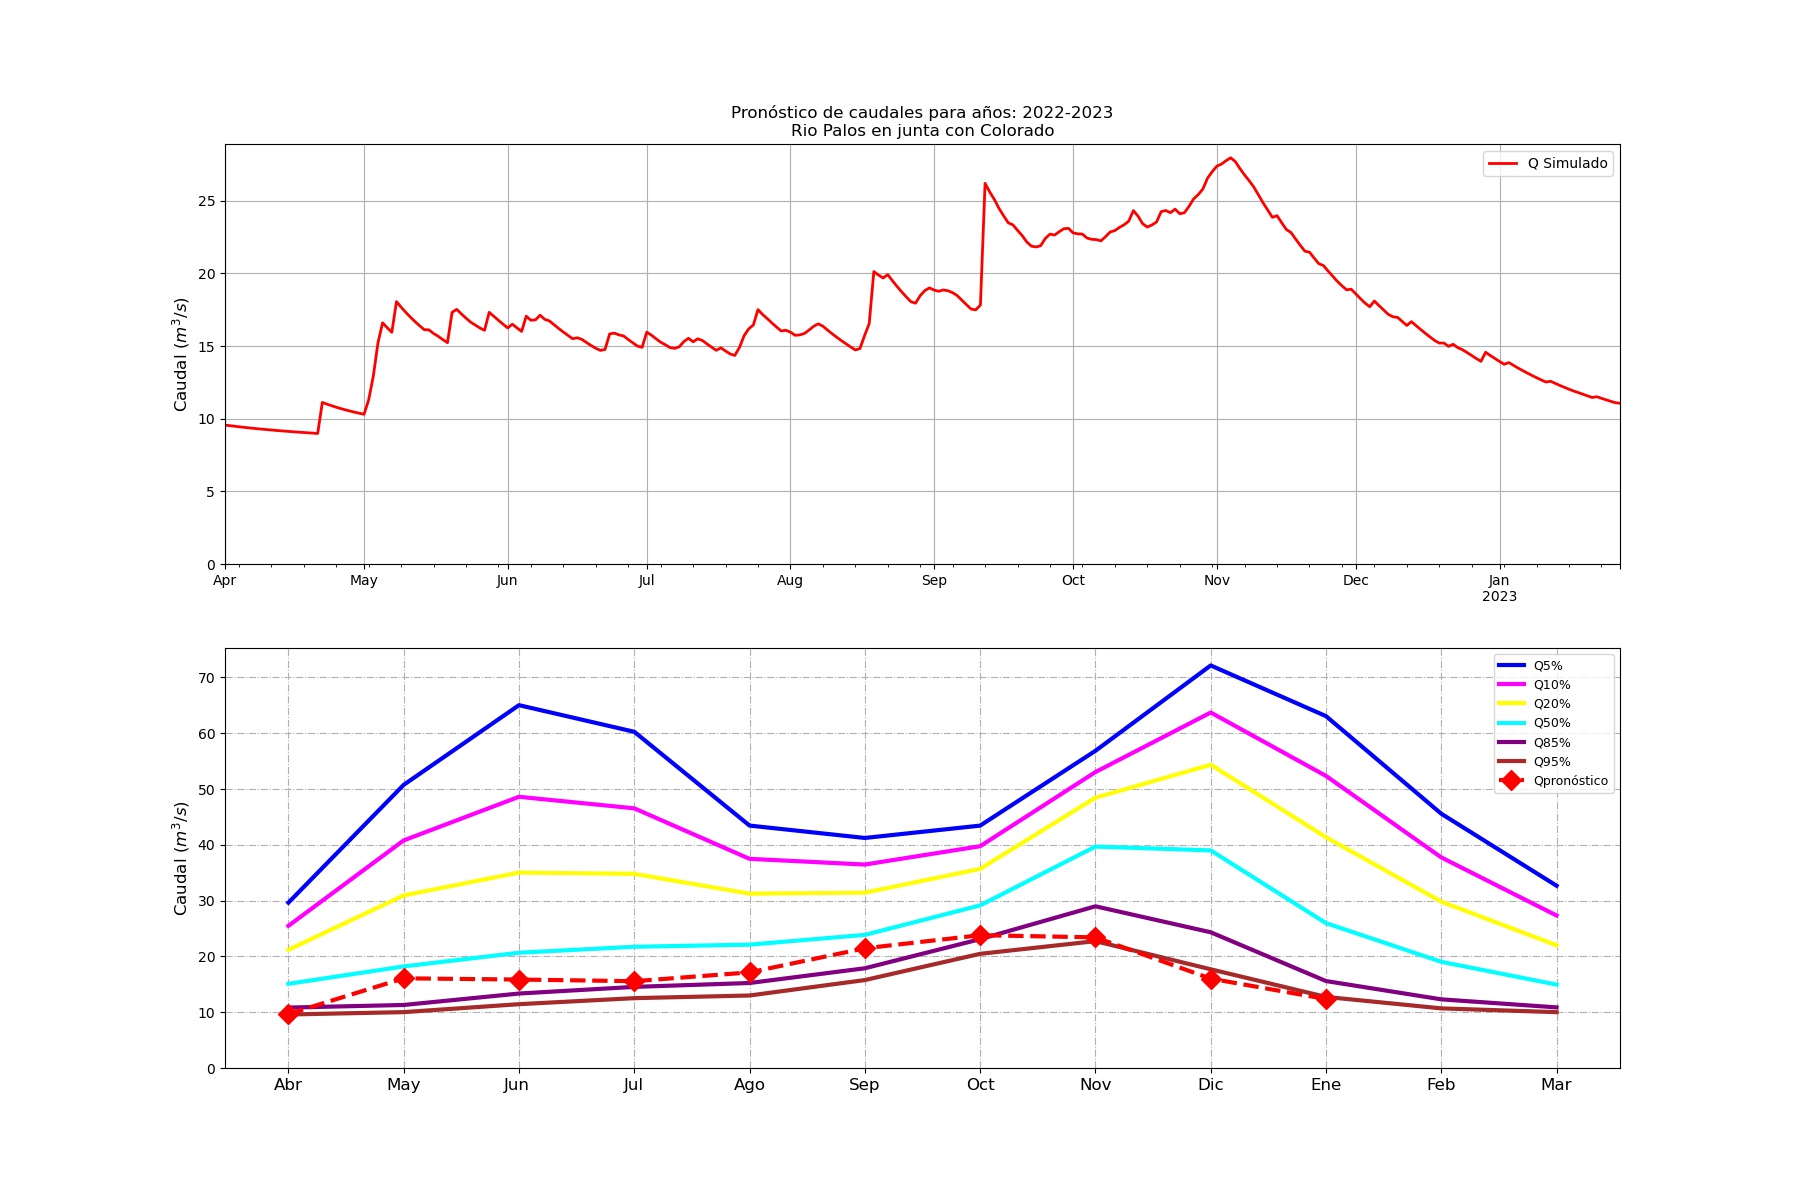 Pronóstico de caudales para años: 2022-2023
Rio Palos en junta con Colorado
Caudal (m³/s)
25
20
15
10
5
0
Q Simulado
Apr May Jun Jul Aug Sep Oct Nov Dec Jan
2023
Caudal (m³/s)
70
60
50
40
30
20
10
0
Q5%
Q10%
Q20%
Q50%
Q85%
Q95%
Qpronóstico
Abr May Jun Jul Ago Sep Oct Nov Dic Ene Feb Mar